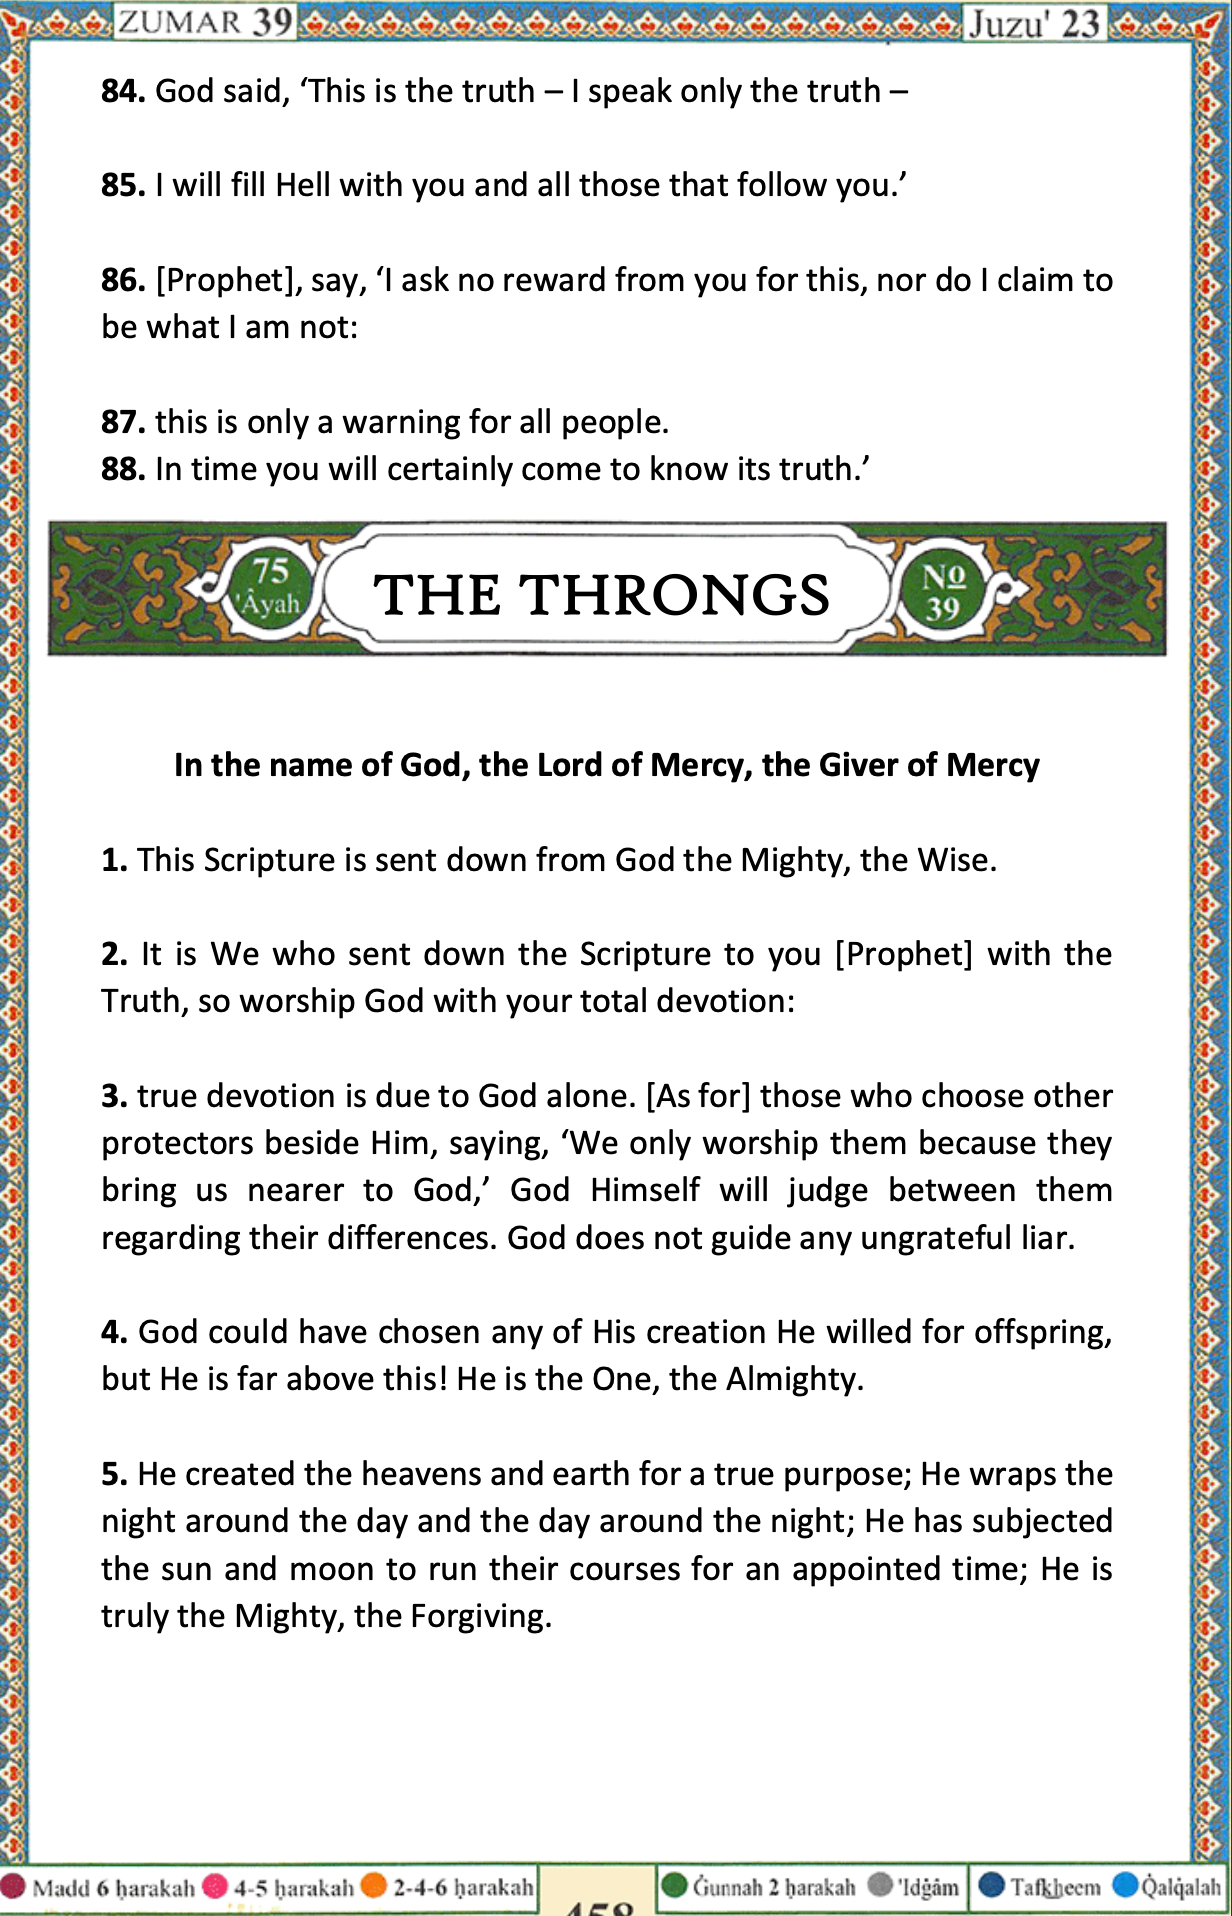 ZUMAR 39
Juzu' 23
84. God said, ‘This is the truth – I speak only the truth –
85. I will fill Hell with you and all those that follow you.’
86. [Prophet], say, ‘I ask no reward from you for this, nor do I claim to
be what I am not:
87. this is only a warning for all people.
88. In time you will certainly come to know its truth.’
75
'Âyah
THE THRONGS
No
39
In the name of God, the Lord of Mercy, the Giver of Mercy
1. This Scripture is sent down from God the Mighty, the Wise.
2. It is We who sent down the Scripture to you [Prophet] with the
Truth, so worship God with your total devotion:
3. true devotion is due to God alone. [As for] those who choose other
protectors beside Him, saying, ‘We only worship them because they
bring us nearer to God,’ God Himself will judge between them
regarding their differences. God does not guide any ungrateful liar.
4. God could have chosen any of His creation He willed for offspring,
but He is far above this! He is the One, the Almighty.
5. He created the heavens and earth for a true purpose; He wraps the
night around the day and the day around the night; He has subjected
the sun and moon to run their courses for an appointed time; He is
truly the Mighty, the Forgiving.
Madd 6 ḥarakah 4-5 ḥarakah 2-4-6 ḥarakah
458
Ġunnah 2 ḥarakah 'Idġâm Tafkheem Q̇alq̇alah